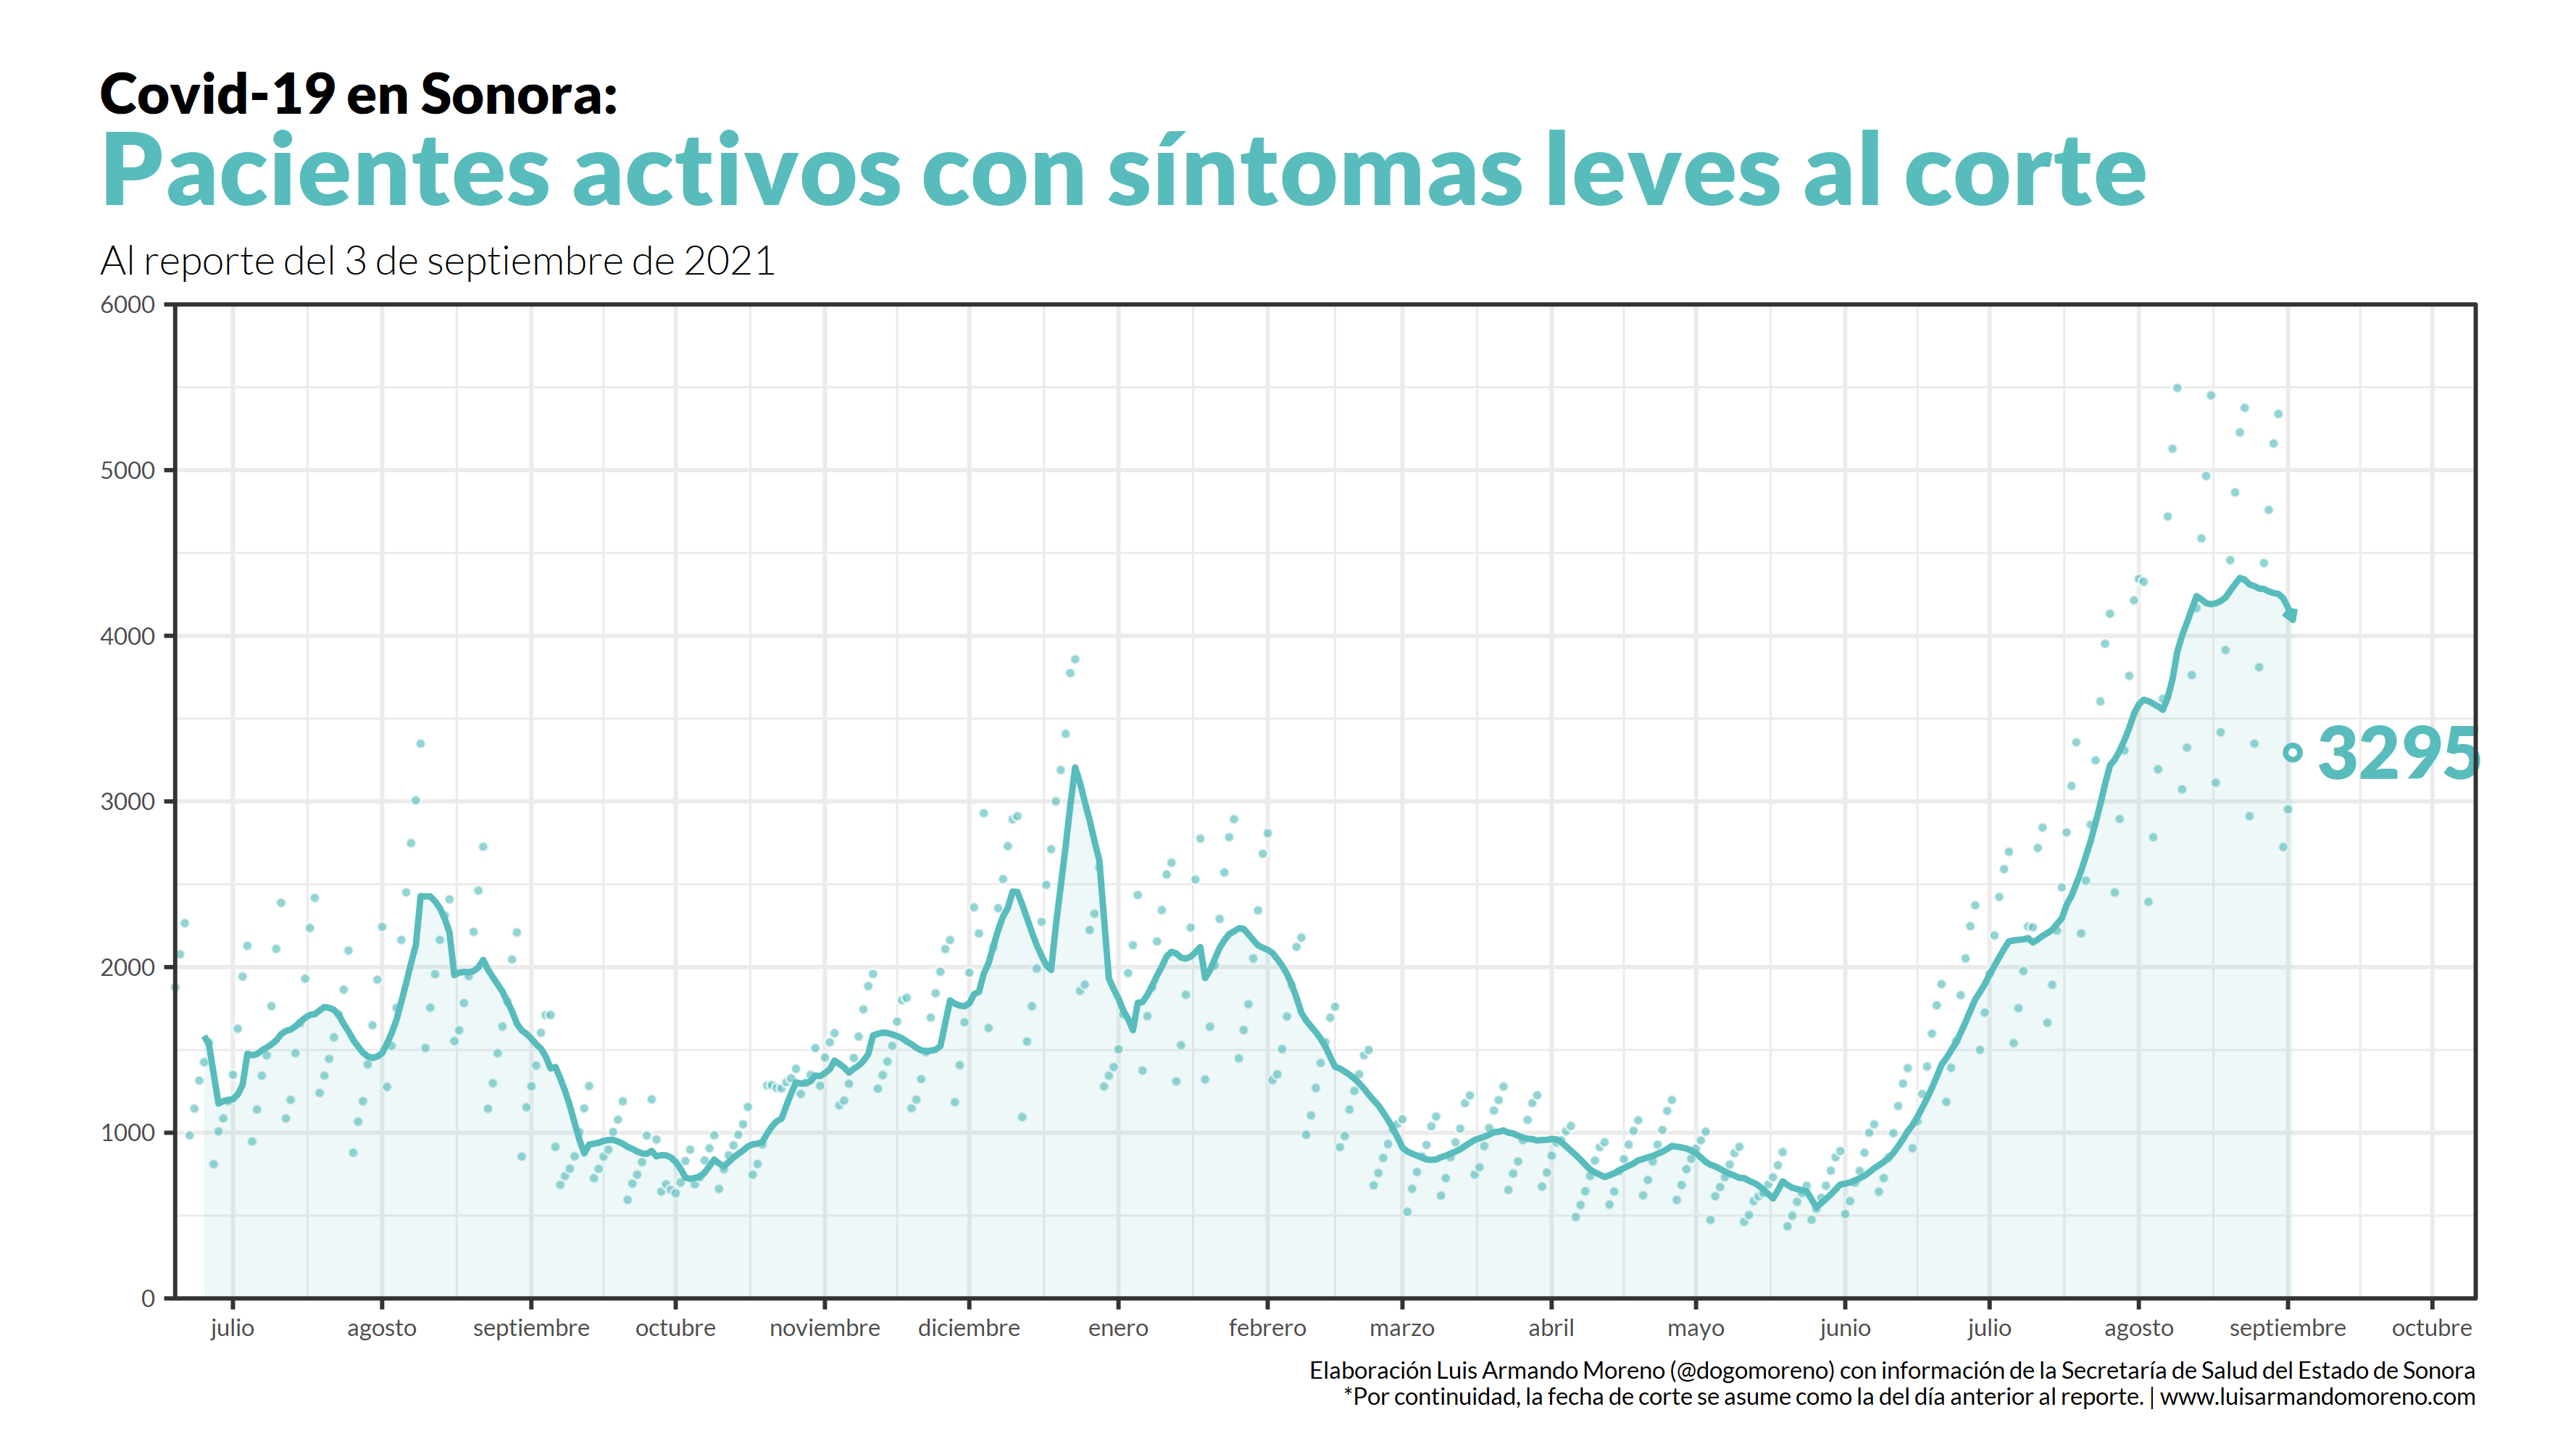 Covid-19 en Sonora:
Pacientes activos con síntomas leves al corte
Al reporte del 3 de septiembre de 2021
6000
5000
4000
3000
2000
1000
0
3295
julio agosto septiembre octubre noviembre diciembre enero febrero marzo abril mayo junio julio agosto septiembre octubre
Elaboración Luis Armando Moreno (@dogomoreno) con información de la Secretaría de Salud del Estado de Sonora
*Por continuidad, la fecha de corte se asume como la del día anterior al reporte. | www.luisarmandomoreno.com